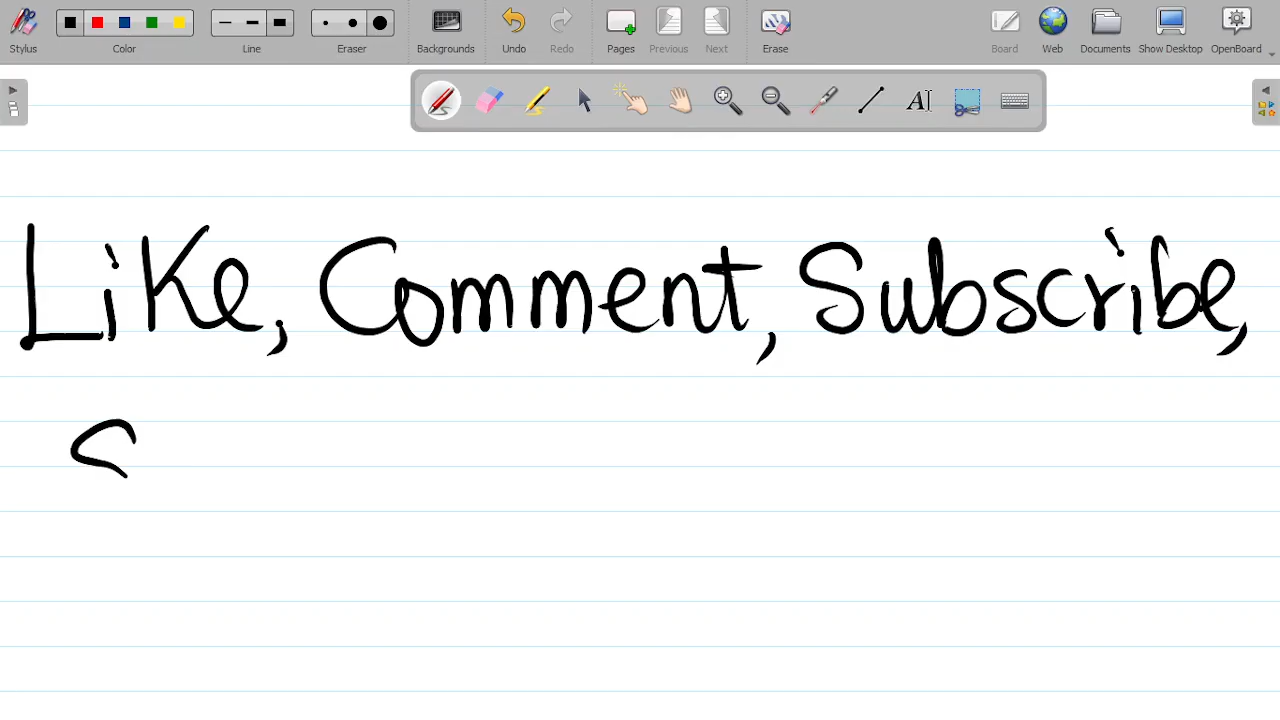 Stylus Color Line Eraser Backgrounds Undo Redo Pages Previous Next Erase Board Web Documents Show Desktop OpenBoard
Like, Comment, Subscribe,